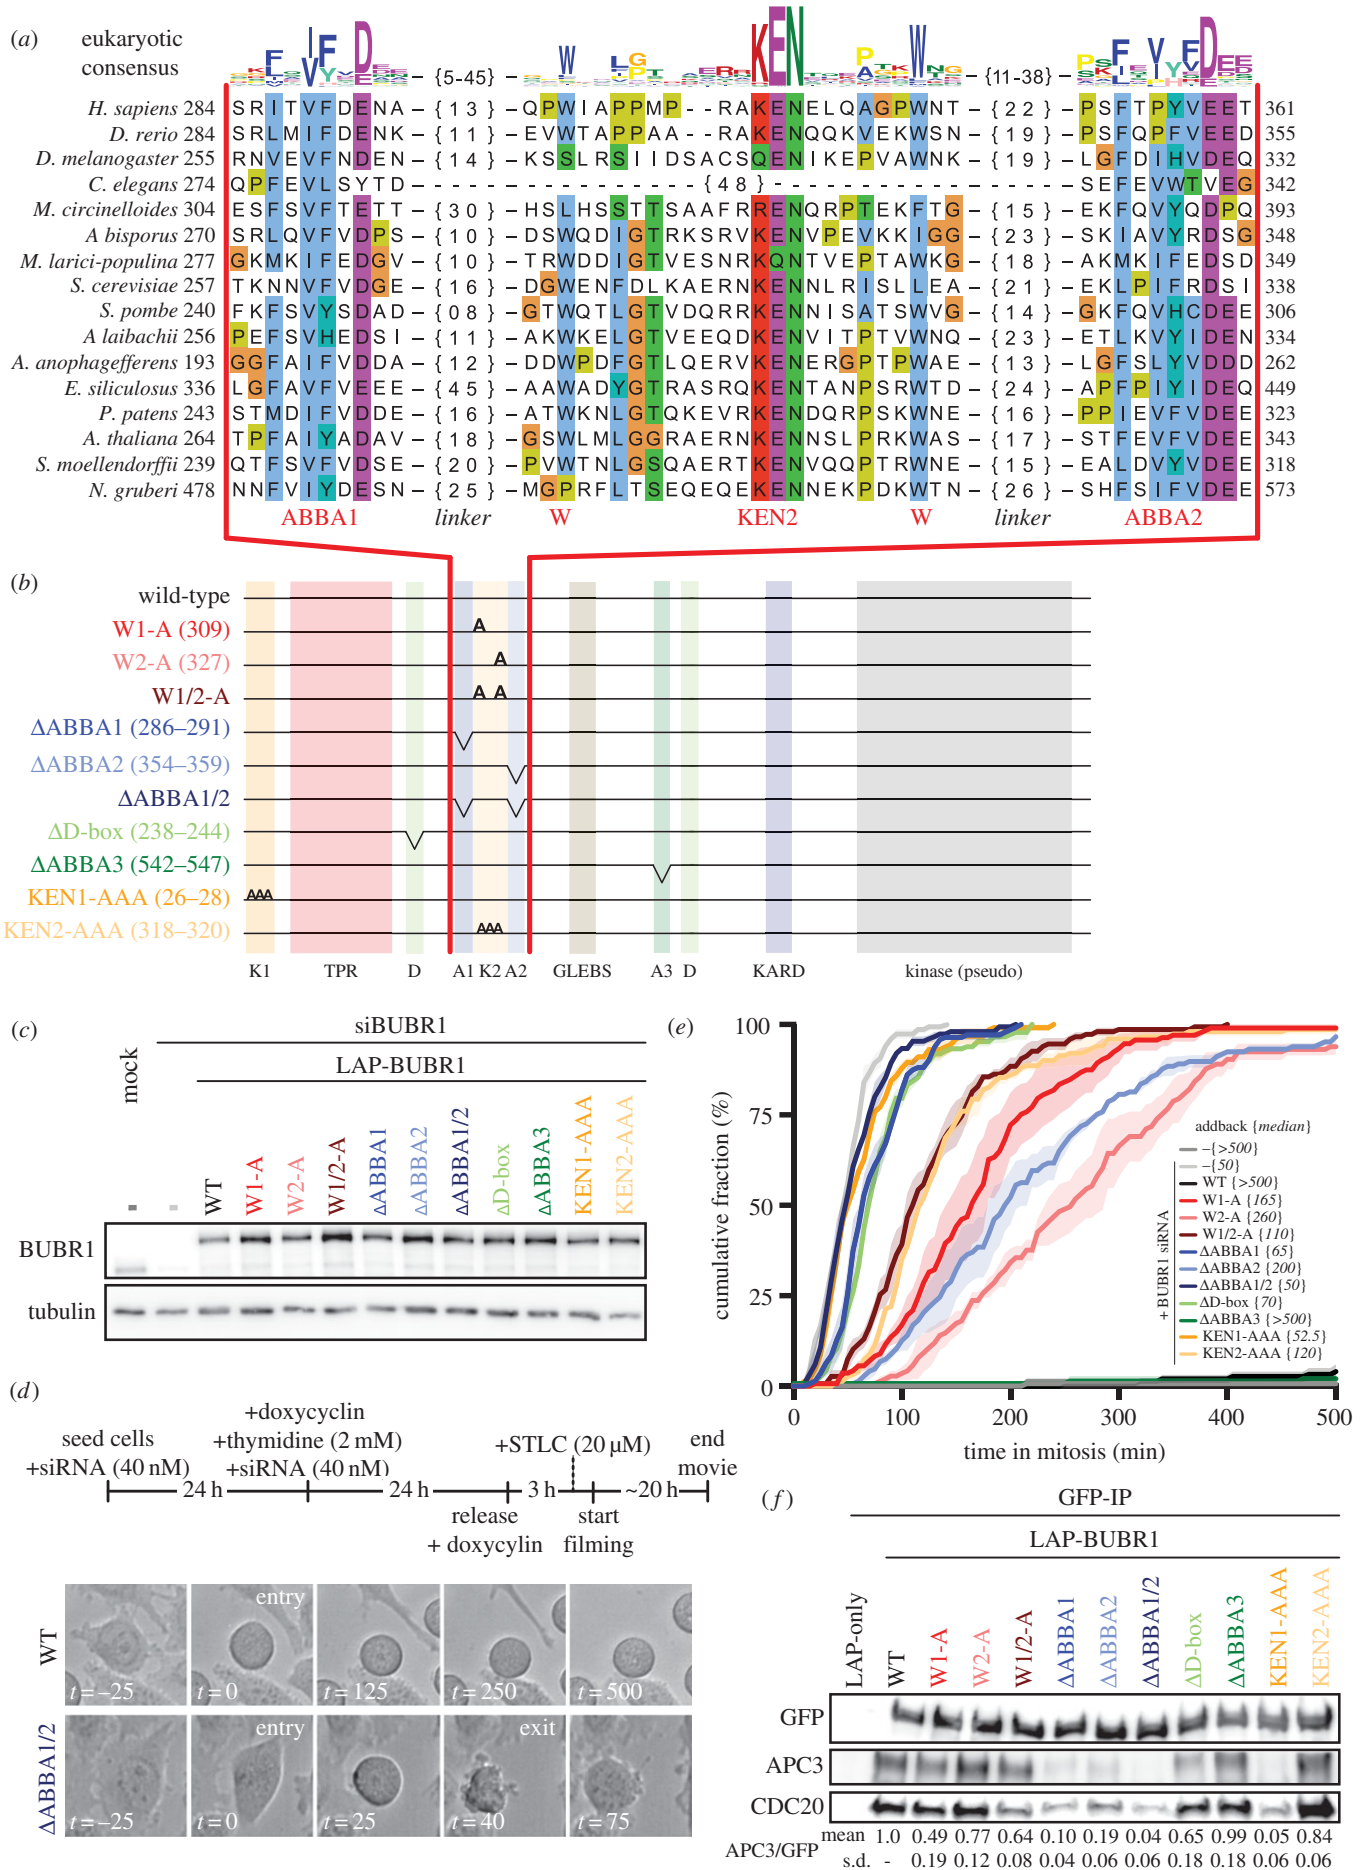 (a)
eukaryotic
consensus
–{5-45}– –{11-38}–
H. sapiens 284 SRITVFDENA –{13}– QPWIAPPMP--RAKENELQAGPWNT –{22}– PSFTPYVEET 361
D. rerio 284 SRLMIFDENK –{11}– EVWTAPPAA--RAKENQQKVEKWSN –{19}– PSFQPFVEED 355
D. melanogaster 255 RNVEVFNDEN –{14}– KSSLRSIIDSACSQENIKEPVAWNK –{19}– LGFDIHVDEQ 332
C. elegans 274 QPFEVLSYTD ----{48}---- SEFEVWTVEG 342
M. circinelloides 304 ESFSVFTETT –{30}– HSLHSSTTSAAFRRENQRPTEKFTG –{15}– EKFQVYQDPQ 393
A bisporus 270 SRLQVFVDPS –{10}– DSWQDIGTRKSRVKENVPEVKKIGG –{23}– SKIAVYRDSG 348
M. larici-populina 277 GKMKIFEDGV –{10}– TRWDDIGTVESNRKQNTVEPTAWKG –{18}– AKMKIFEDSD 349
S. cerevisiae 257 TKNNVFVDGE –{16}– DGWENFDLKAERNKENNLRISLLEA –{21}– EKLPIFRDSI 338
S. pombe 240 FKFSVYSDAD –{08}– GTWQTLGTVDQRRKENNISATSWVG –{14}– GKFQVHCDEE 306
A laibachii 256 PEFSVHEDSI –{11}– AKWKELGTVEEQDKENVITPTVWNQ –{23}– ETLKVYIDEN 334
A. anophagefferens 193 GGFAIFVDDA –{12}– DDWPDFGTLQERVKENERGPTPWAE –{13}– LGFSLYVDDD 262
E. siliculosus 336 LGFAVFVEEE –{45}– AAWADYGTRASRQKENTANPSRWTD –{24}– APFPIYIDEQ 449
P. patens 243 STMDIFVDDE –{16}– ATWKNLGTQKEVRKENDQRPSKWNE –{16}– PPIEVFVDEE 323
A. thaliana 264 TPFAIYADAV –{18}– GSWLMLGGRAERNKENNSLPRKWAS –{17}– STFEVFVDEE 343
S. moellendorffii 239 QTFSVFVDSE –{20}– PVWTNLGSQAERTKENVQQPTRWNE –{15}– EALDVYVDEE 318
N. gruberi 478 NNFVIYDESN –{25}– MGPRFLTSEQEQEKENNEKPDKWTN –{26}– SHFSIFVDEE 573
ABBA1 linker W KEN2 W linker ABBA2
(b)
wild-type
W1-A (309) A
W2-A (327) A
W1/2-A A A
ΔABBA1 (286–291)
ΔABBA2 (354–359)
ΔABBA1/2
ΔD-box (238–244)
ΔABBA3 (542–547)
KEN1-AAA (26–28) AAA
KEN2-AAA (318–320) AAA
K1 TPR D A1 K2 A2 GLEBS A3 D KARD kinase (pseudo)
(c)
siBUBR1
LAP-BUBR1
mock
- - WT W1-A W2-A W1/2-A ΔABBA1 ΔABBA2 ΔABBA1/2 ΔD-box ΔABBA3 KEN1-AAA KEN2-AAA
BUBR1
tubulin
(d)
+doxycyclin
seed cells +thymidine (2 mM) +STLC (20 µM) end
+siRNA (40 nM) +siRNA (40 nM) movie
24 h 24 h 3 h ~20 h
release start
+ doxycylin filming
WT
entry
t=–25 t=0 t=125 t=250 t=500
ΔABBA1/2
entry exit
t=–25 t=0 t=25 t=40 t=75
(e)
cumulative fraction (%)
100
75
50
25
0
0 100 200 300 400 500
time in mitosis (min)
addback {median}
–{>500}
–{50}
WT {>500}
W1-A {165}
W2-A {260}
W1/2-A {110}
ΔABBA1 {65}
ΔABBA2 {200}
ΔABBA1/2 {50}
ΔD-box {70}
ΔABBA3 {>500}
KEN1-AAA {52.5}
KEN2-AAA {120}
+ BUBR1 siRNA
(f)
GFP-IP
LAP-BUBR1
LAP-only WT W1-A W2-A W1/2-A ΔABBA1 ΔABBA2 ΔABBA1/2 ΔD-box ΔABBA3 KEN1-AAA KEN2-AAA
GFP
APC3
CDC20
APC3/GFP
mean 1.0 0.49 0.77 0.64 0.10 0.19 0.04 0.65 0.99 0.05 0.84
s.d. - 0.19 0.12 0.08 0.04 0.06 0.06 0.18 0.18 0.06 0.06